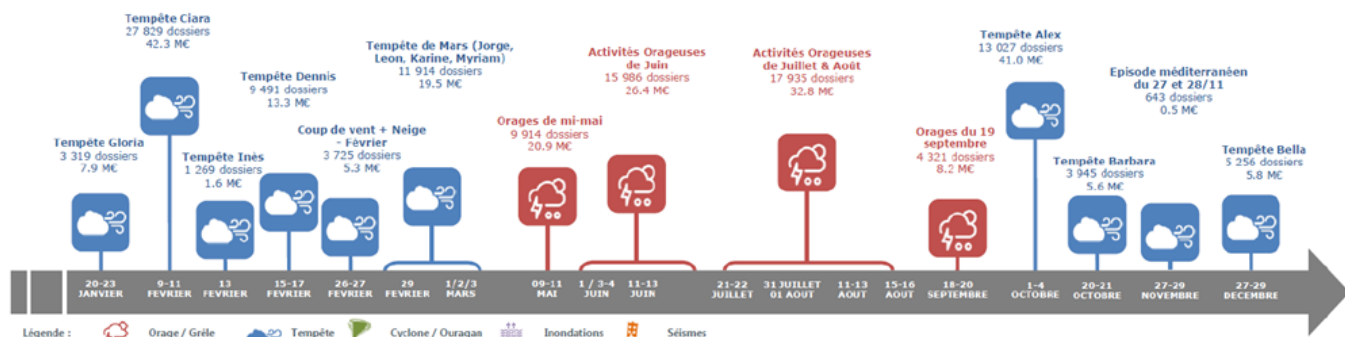 Tempête Gloria
3 319 dossiers
7.9 M€
Tempête Ciara
27 829 dossiers
42.3 M€
Tempête Inès
1 269 dossiers
1.6 M€
Tempête Dennis
9 491 dossiers
13.3 M€
Coup de vent + Neige
- Février
3 725 dossiers
5.3 M€
Tempête de Mars (Jorge,
Leon, Karine, Myriam)
11 914 dossiers
19.5 M€
Orages de mi-mai
9 914 dossiers
20.9 M€
Activités Orageuses
de Juin
15 986 dossiers
26.4 M€
Activités Orageuses
de Juillet & Août
17 935 dossiers
32.8 M€
Orages du 19
septembre
4 321 dossiers
8.2 M€
Tempête Alex
13 027 dossiers
41.0 M€
Tempête Barbara
3 945 dossiers
5.6 M€
Episode méditerranéen
du 27 et 28/11
643 dossiers
0.5 M€
Tempête Bella
5 256 dossiers
5.8 M€
20-23
JANVIER
9-11
FEVRIER
13
FEVRIER
15-17
FEVRIER
26-27
FEVRIER
29
FEVRIER
1/2/3
MARS
09-11
MAI
1 / 3-4
JUIN
11-13
JUIN
21-22
JUILLET
31 JUILLET
01 AOUT
11-13
AOUT
15-16
AOUT
18-20
SEPTEMBRE
1-4
OCTOBRE
20-21
OCTOBRE
27-29
NOVEMBRE
27-29
DECEMBRE
Légende :
Orage / Grêle
Tempête
Cyclone / Ouragan
Inondations
Séismes